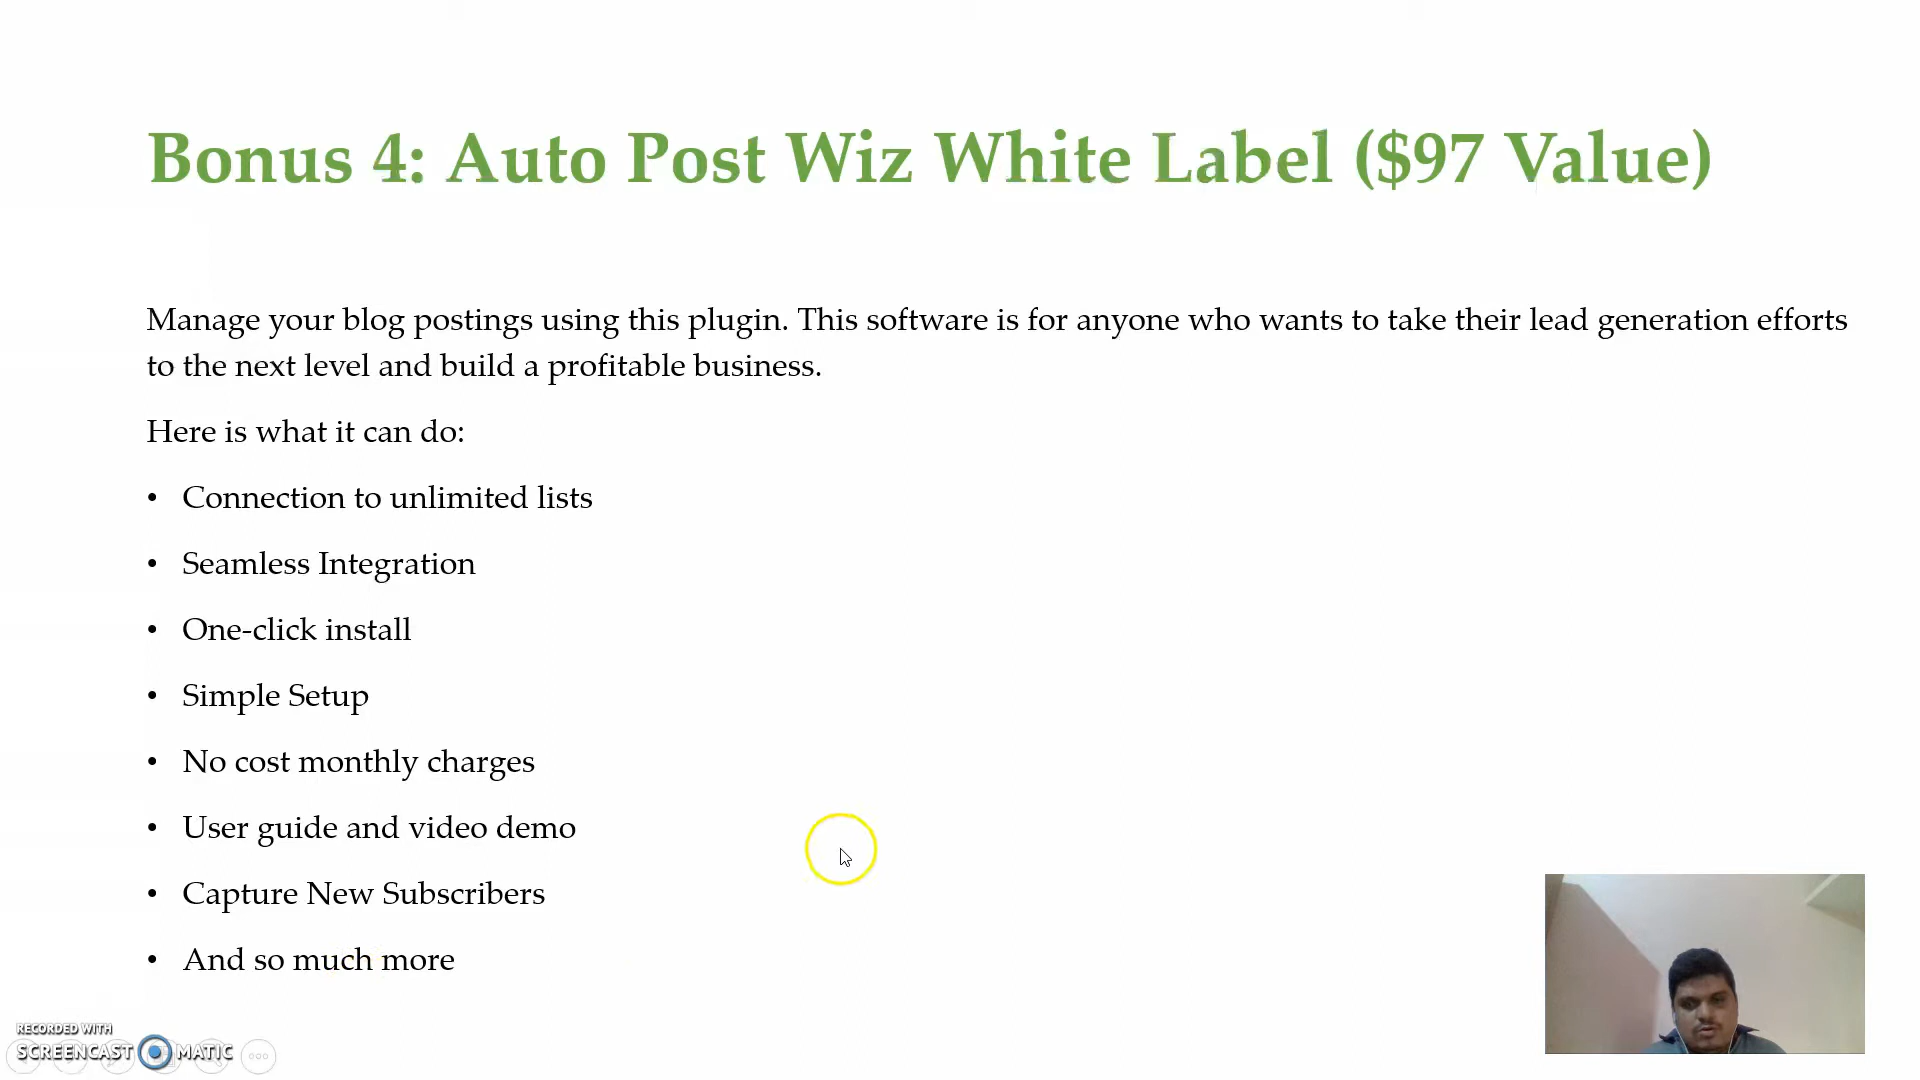 Bonus 4: Auto Post Wiz White Label ($97 Value)
Manage your blog postings using this plugin. This software is for anyone who wants to take their lead generation efforts
to the next level and build a profitable business.
Here is what it can do:
• Connection to unlimited lists
• Seamless Integration
• One-click install
• Simple Setup
• No cost monthly charges
• User guide and video demo
• Capture New Subscribers
• And so much more
RECORDED WITH
SCREENCAST MATIC